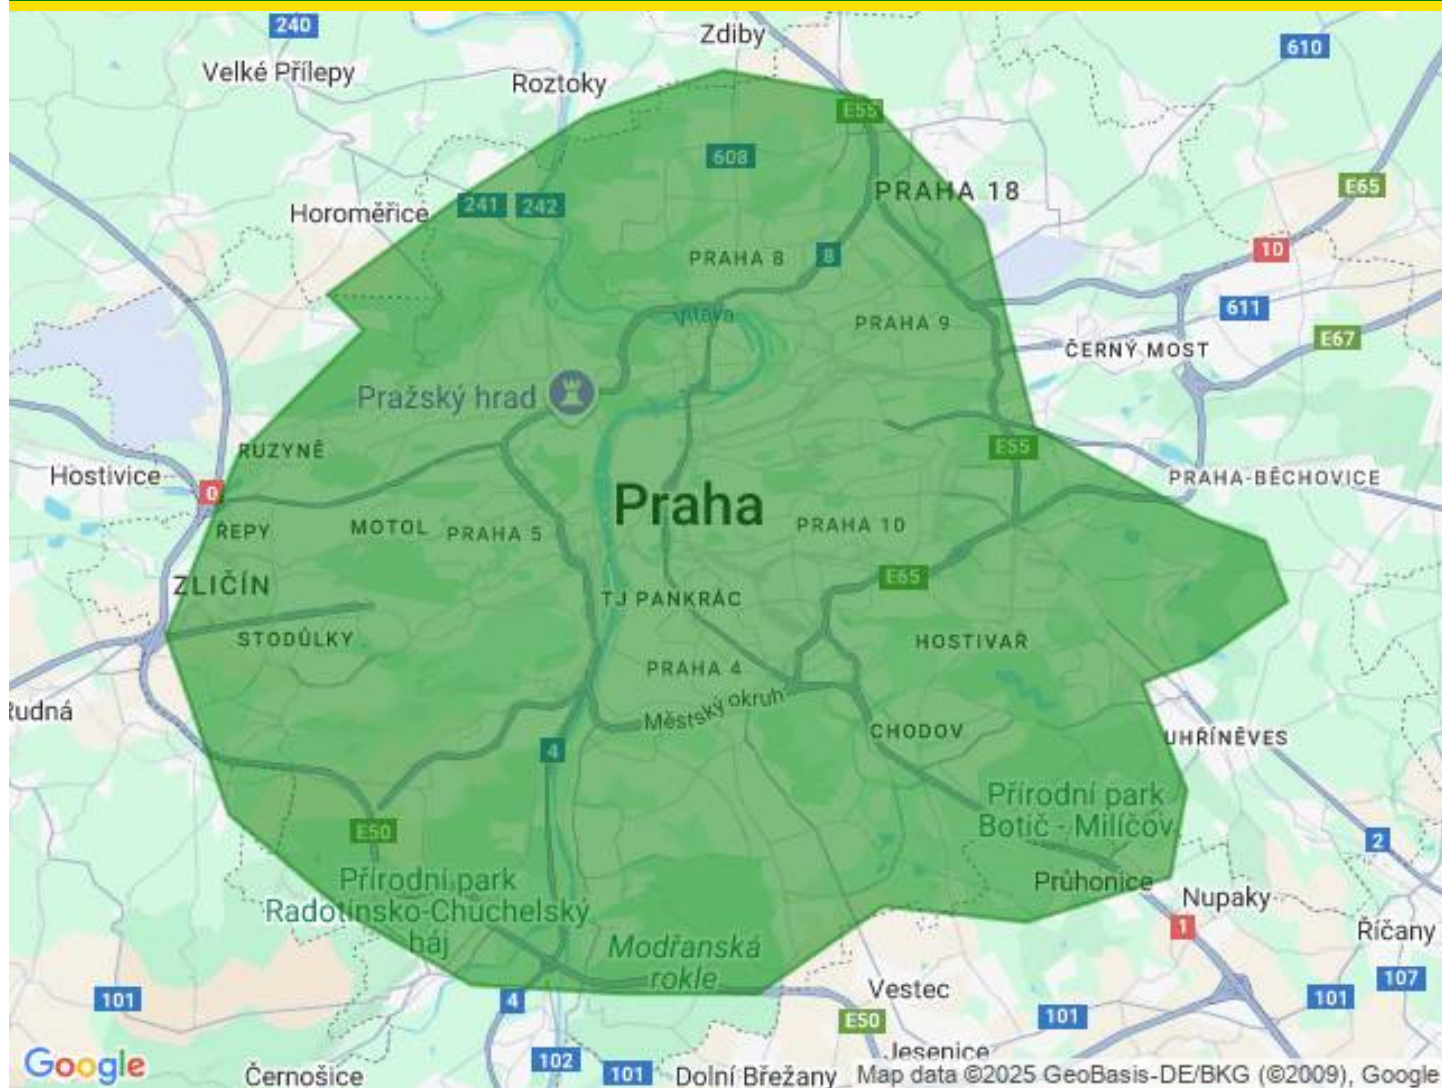 240
Zdiby
610
Velké Přílepy
Roztoky
E55
608
E65
PRAHA 18
241
242
Horoměřice
10
PRAHA 8
8
611
Vltava
PRAHA 9
E67
ČERNÝ MOST
Pražský hrad
E55
RUZYNĚ
Hostivice
PRAHA-BĚCHOVICE
0
Praha
ŘEPY
MOTOL
PRAHA 5
PRAHA 10
E65
ZLIČÍN
TJ PANKRÁC
STODŮLKY
HOSTIVAŘ
PRAHA 4
Rudná
Městský okruh
CHODOV
UHŘÍNĚVES
4
Přírodní park
Botič - Milíčov
E50
2
Přírodní park
Radotínsko-Chuchelský
háj
Průhonice
Nupaky
1
Říčany
Modřanská
rokle
107
Vestec
101
4
101
101
E50
Jesenice
102
101
Google
Černošice
Dolní Břežany
Map data ©2025 GeoBasis-DE/BKG (©2009), Google